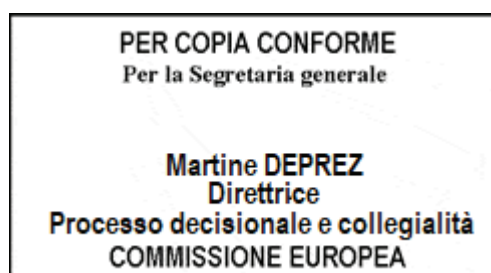 PER COPIA CONFORME
Per la Segretaria generale
Martine DEPREZ
Direttrice
Processo decisionale e collegialità
COMMISSIONE EUROPEA